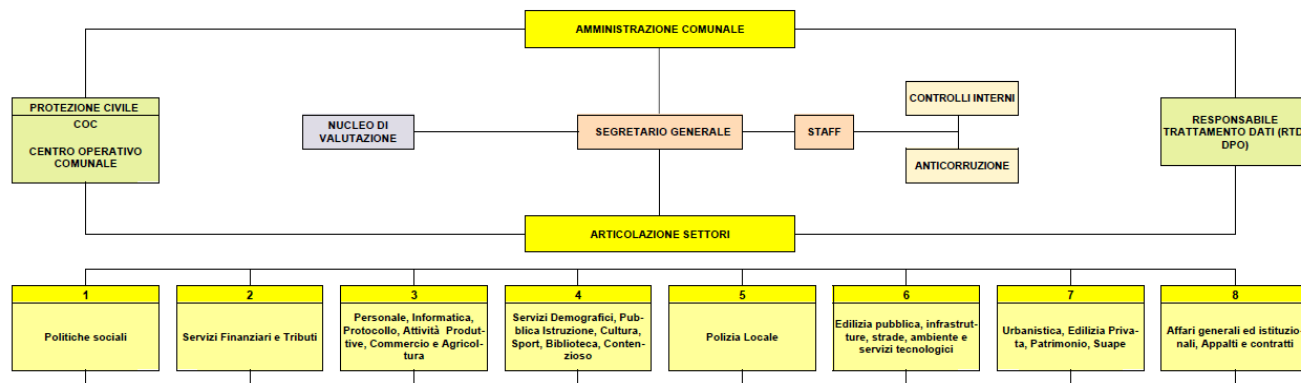 AMMINISTRAZIONE COMUNALE
PROTEZIONE CIVILE
COC
CENTRO OPERATIVO
COMUNALE
NUCLEO DI
VALUTAZIONE
SEGRETARIO GENERALE
STAFF
CONTROLLI INTERNI
ANTICORRUZIONE
RESPONSABILE
TRATTAMENTO DATI (RTD
DPO)
ARTICOLAZIONE SETTORI
1
Politiche sociali
2
Servizi Finanziari e Tributi
3
Personale, Informatica,
Protocollo, Attività Produt-
tive, Commercio e Agricol-
tura
4
Servizi Demografici, Pub-
blica Istruzione, Cultura,
Sport, Biblioteca, Conten-
zioso
5
Polizia Locale
6
Edilizia pubblica, infrastrut-
ture, strade, ambiente e
servizi tecnologici
7
Urbanistica, Edilizia Priva-
ta, Patrimonio, Suape
8
Affari generali ed istituzio-
nali, Appalti e contratti